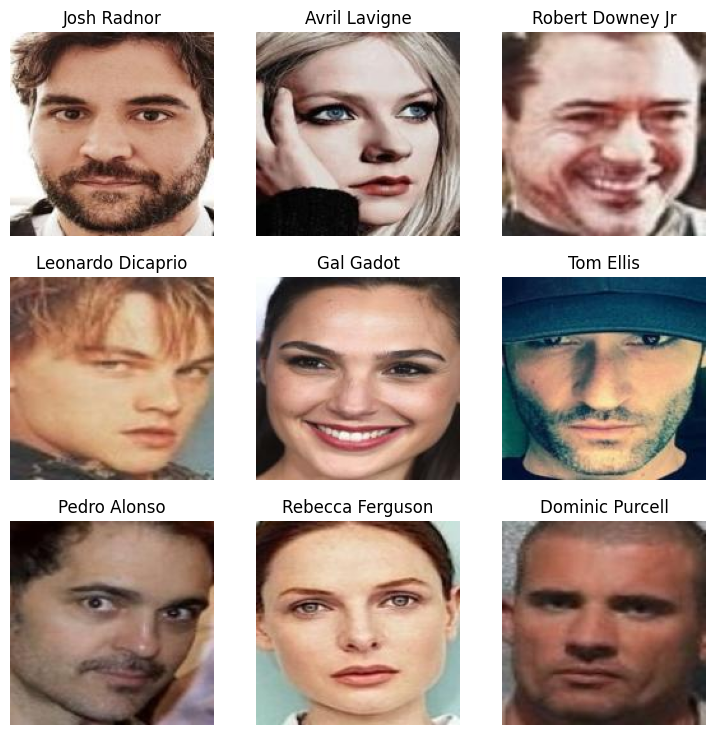 Josh Radnor
Avril Lavigne
Robert Downey Jr
Leonardo Dicaprio
Gal Gadot
Tom Ellis
Pedro Alonso
Rebecca Ferguson
Dominic Purcell